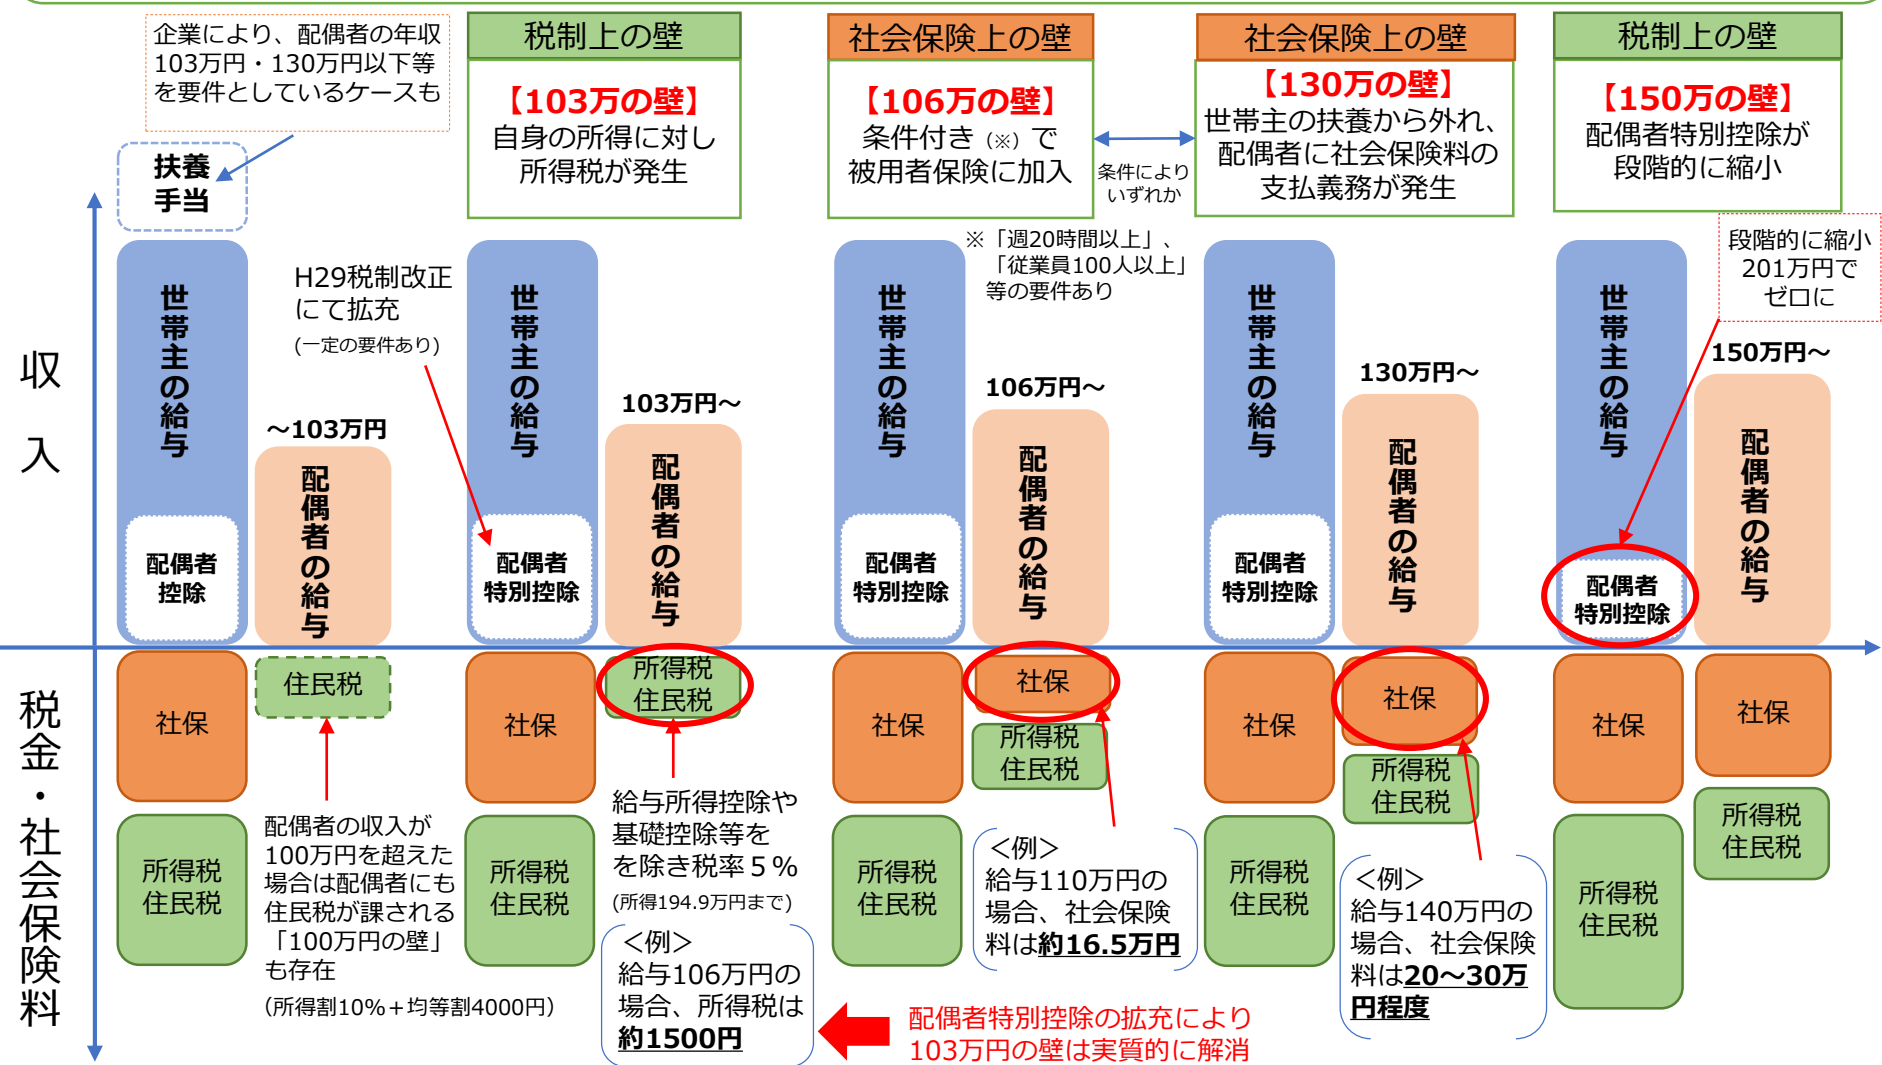 企業により、配偶者の年収
103万円・130万円以下等
を要件としているケースも
扶養
手当
税制上の壁
【103万の壁】
自身の所得に対し
所得税が発生
社会保険上の壁
【106万の壁】
条件付き（※）で
被用者保険に加入
条件により
いずれか
社会保険上の壁
【130万の壁】
世帯主の扶養から外れ、
配偶者に社会保険料の
支払義務が発生
税制上の壁
【150万の壁】
配偶者特別控除が
段階的に縮小
※「週20時間以上」、
「従業員100人以上」
等の要件あり
段階的に縮小
201万円で
ゼロに
収入
世帯主の給与
配偶者
控除
～103万円
配偶者の給与
H29税制改正
にて拡充
(一定の要件あり)
世帯主の給与
配偶者
特別控除
103万円～
配偶者の給与
世帯主の給与
配偶者
特別控除
106万円～
配偶者の給与
世帯主の給与
配偶者
特別控除
130万円～
配偶者の給与
世帯主の給与
配偶者
特別控除
150万円～
配偶者の給与
税金・社会保険料
社保
所得税
住民税
住民税
配偶者の収入が
100万円を超えた
場合は配偶者にも
住民税が課される
「100万円の壁」
も存在
（所得割10%＋均等割4000円）
社保
所得税
住民税
所得税
住民税
給与所得控除や
基礎控除等を
を除き税率５%
(所得194.9万円まで)
＜例＞
給与106万円の
場合、所得税は
約1500円
配偶者特別控除の拡充により
103万円の壁は実質的に解消
社保
所得税
住民税
社保
所得税
住民税
＜例＞
給与110万円の
場合、社会保険
料は約16.5万円
社保
所得税
住民税
社保
所得税
住民税
＜例＞
給与140万円の
場合、社会保険
料は20～30万
円程度
社保
所得税
住民税
社保
所得税
住民税